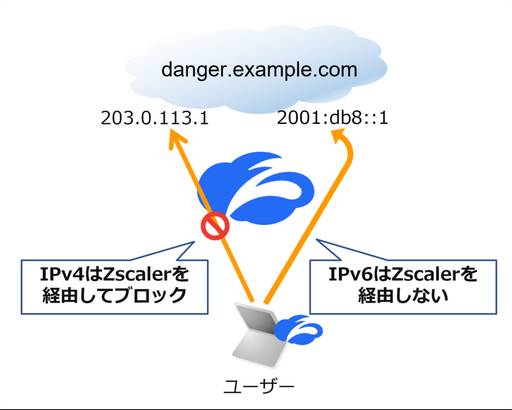 danger.example.com
203.0.113.1
2001:db8::1
IPv4はZscalerを
経由してブロック
IPv6はZscalerを
経由しない
ユーザー